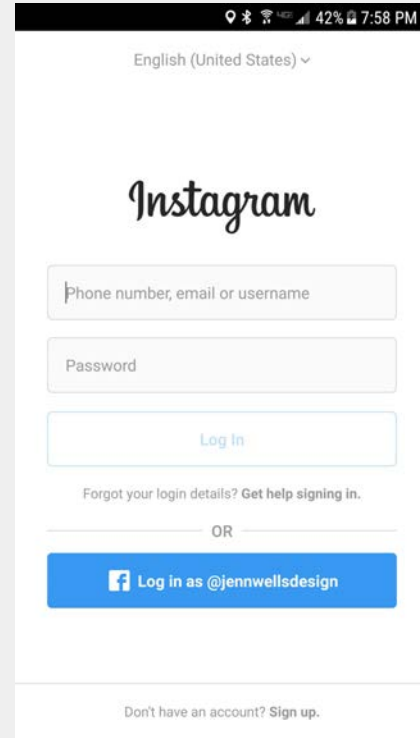 42% 7:58 PM
English (United States)
Instagram
Phone number, email or username
Password
Log In
Forgot your login details? Get help signing in.
OR
f Log in as @jennwellsdesign
Don't have an account? Sign up.